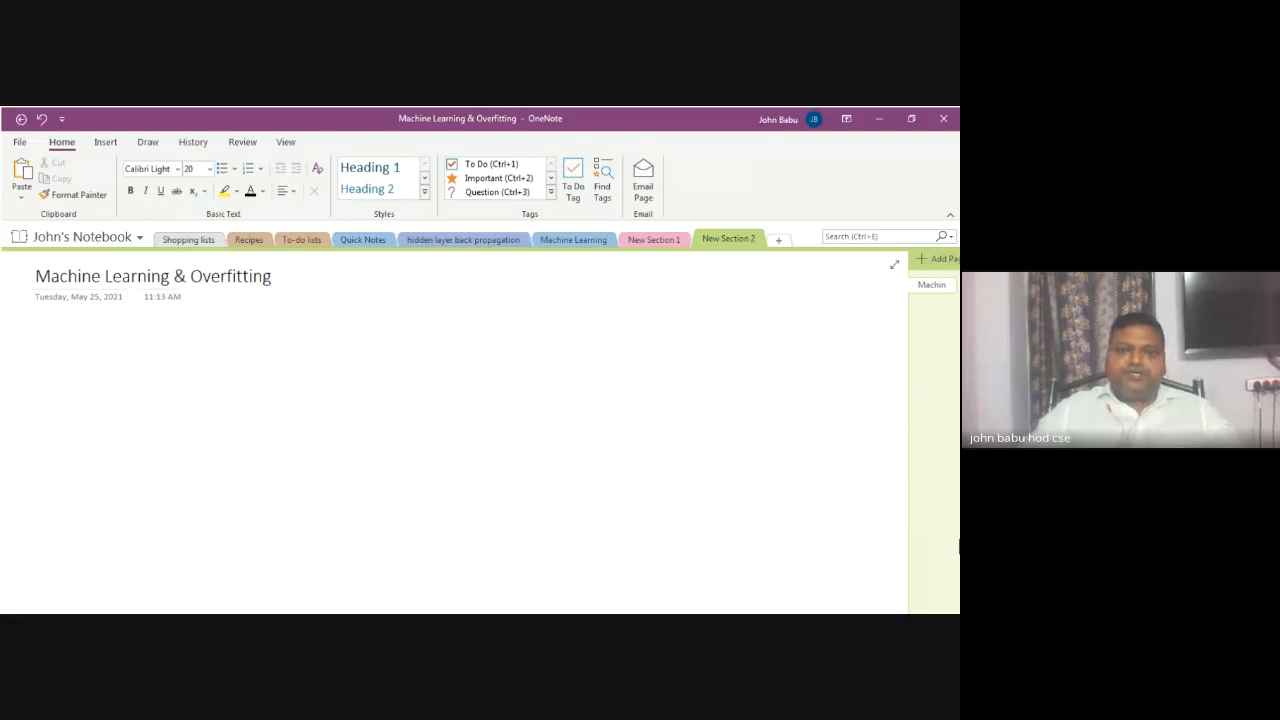 Machine Learning & Overfitting - OneNote
John Babu
JB
File Home Insert Draw History Review View
Paste
Cut
Copy
Format Painter
Clipboard
Calibri Light 20
B I U ab x₂ A
Basic Text
Heading 1
Heading 2
Styles
To Do (Ctrl+1)
Important (Ctrl+2)
Question (Ctrl+3)
To Do
Tag
Find
Tags
Tags
Email
Page
Email
John's Notebook
Shopping lists Recipes To-do lists Quick Notes hidden layer back propagation Machine Learning New Section 1 New Section 2 +
Search (Ctrl+E)
Machine Learning & Overfitting
Tuesday, May 25, 2021 11:13 AM
Add Pag
Machin
john babu hod cse